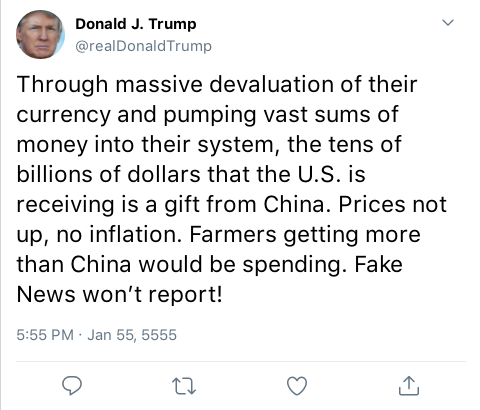 Donald J. Trump
@realDonaldTrump
Through massive devaluation of their
currency and pumping vast sums of
money into their system, the tens of
billions of dollars that the U.S. is
receiving is a gift from China. Prices not
up, no inflation. Farmers getting more
than China would be spending. Fake
News won’t report!
5:55 PM · Jan 55, 5555